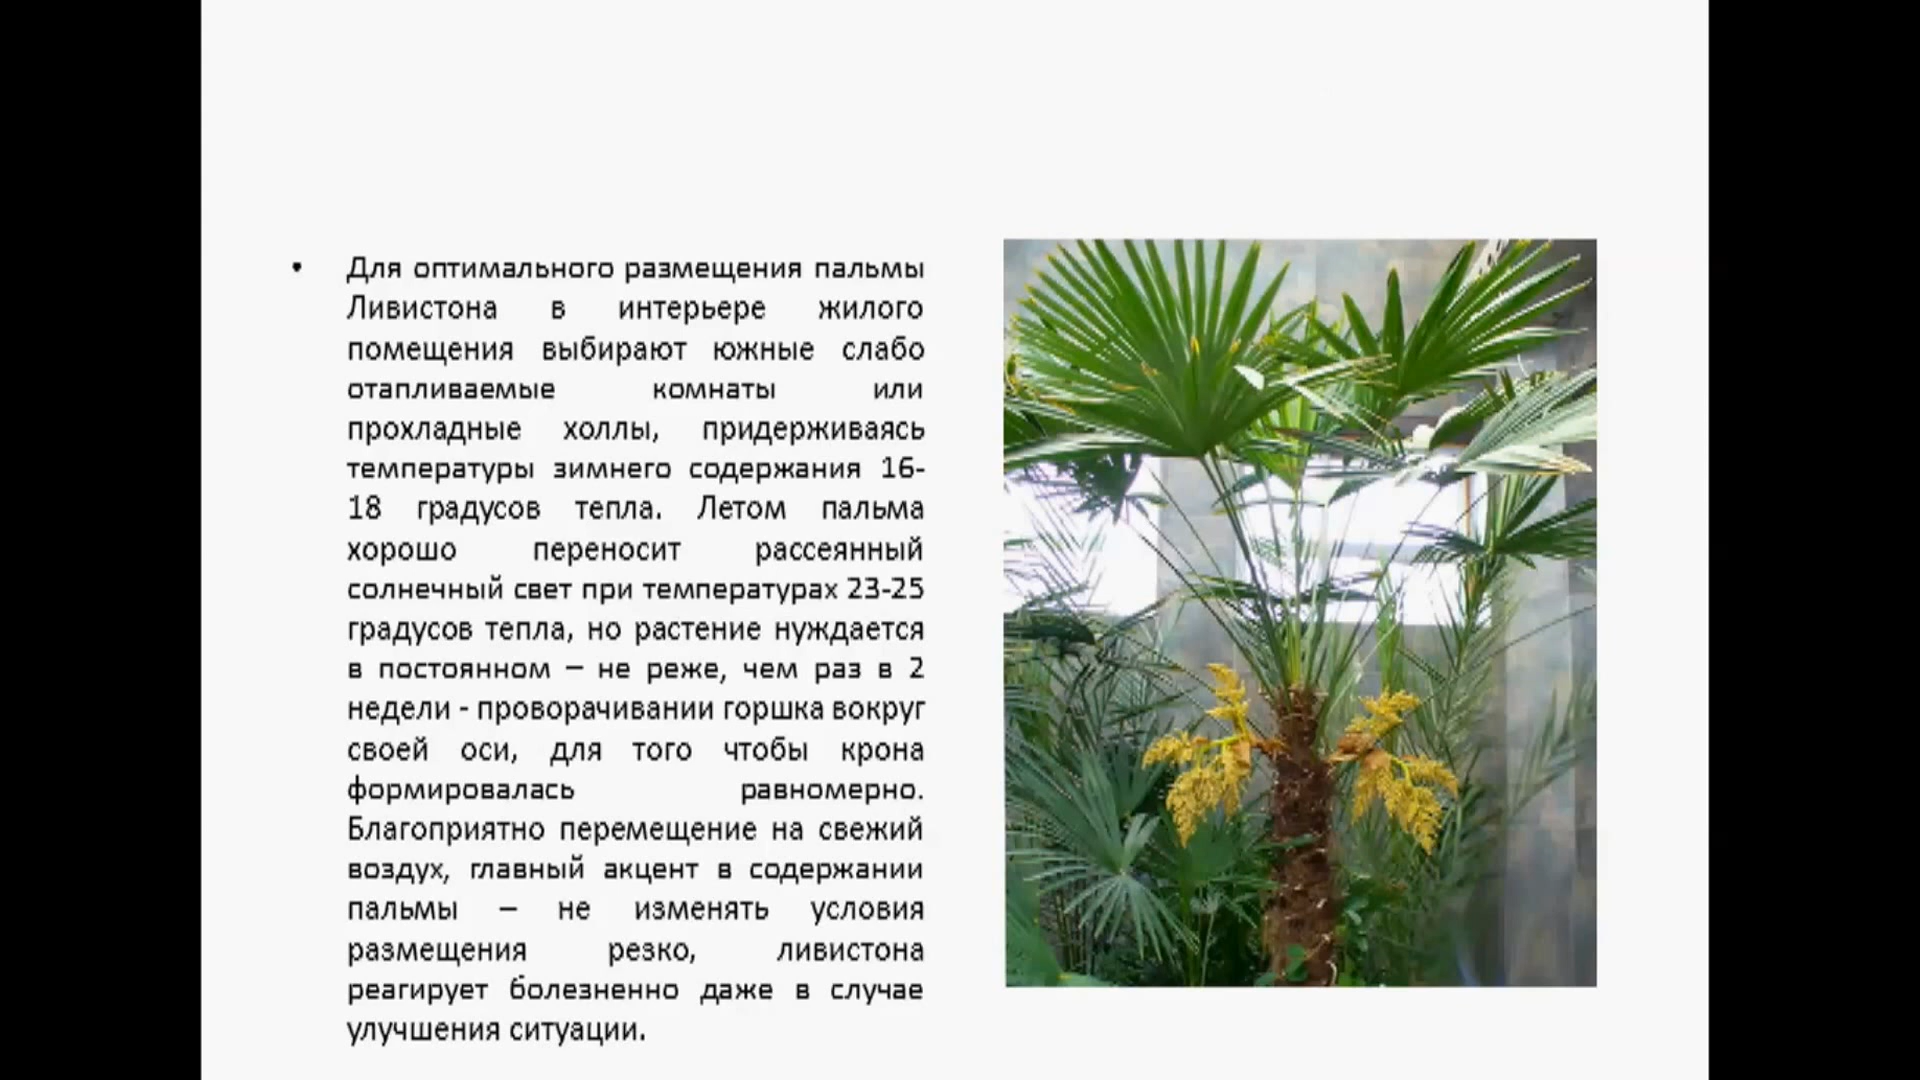 • Для оптимального размещения пальмы
Ливистона в интерьере жилого
помещения выбирают южные слабо
отапливаемые комнаты или
прохладные холлы, придерживаясь
температуры зимнего содержания 16-
18 градусов тепла. Летом пальма
хорошо переносит рассеянный
солнечный свет при температурах 23-25
градусов тепла, но растение нуждается
в постоянном – не реже, чем раз в 2
недели - проворачивании горшка вокруг
своей оси, для того чтобы крона
формировалась равномерно.
Благоприятно перемещение на свежий
воздух, главный акцент в содержании
пальмы – не изменять условия
размещения резко, ливистона
реагирует болезненно даже в случае
улучшения ситуации.